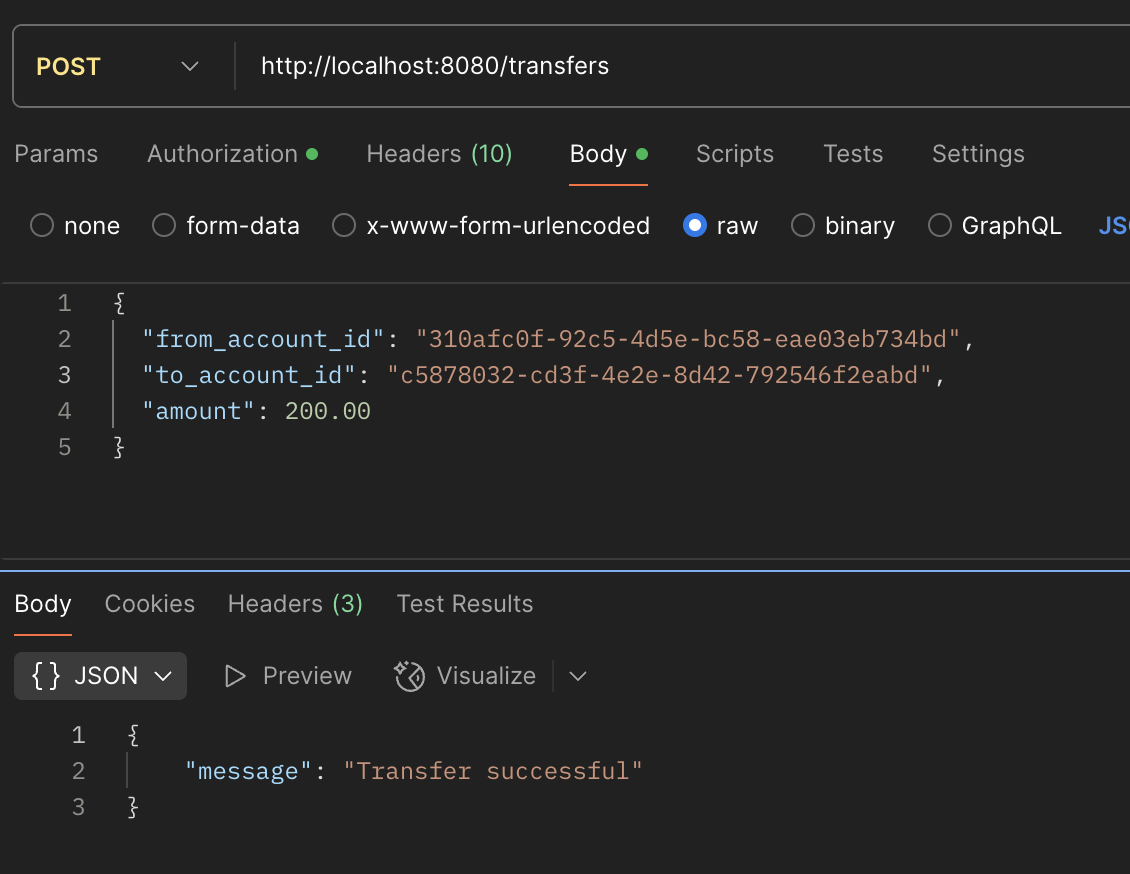 POST http://localhost:8080/transfers
Params Authorization Headers (10) Body Scripts Tests Settings
none form-data x-www-form-urlencoded raw binary GraphQL
1 {
2 "from_account_id": "310afc0f-92c5-4d5e-bc58-eae03eb734bd",
3 "to_account_id": "c5878032-cd3f-4e2e-8d42-792546f2eabd",
4 "amount": 200.00
5 }
Body Cookies Headers (3) Test Results
{} JSON Preview Visualize
1 {
2 "message": "Transfer successful"
3 }